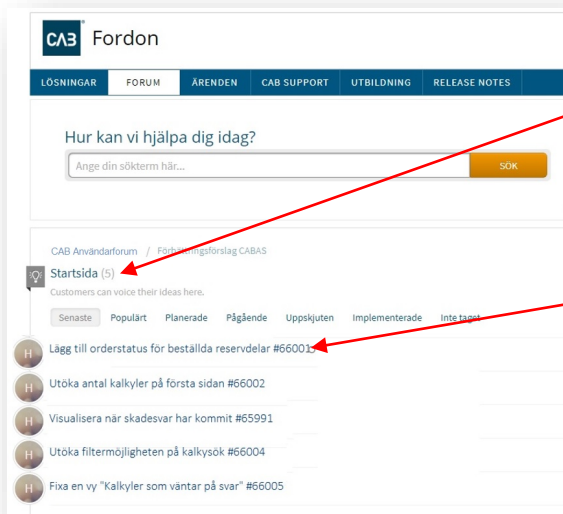 CAB Fordon
LÖSNINGAR FORUM ÄRENDEN CAB SUPPORT UTBILDNING RELEASE NOTES
Hur kan vi hjälpa dig idag?
Ange din sökterm här... SÖK
CAB Användarforum / Förbättringsförslag CABAS
Startsida (5)
Customers can voice their ideas here.
Senaste Populärt Planerade Pågående Uppskjuten Implementerade Inte taget
H Lägg till orderstatus för beställda reservdelar #66001
H Utöka antal kalkyler på första sidan #66002
H Visualisera när skadesvar har kommit #65991
H Utöka filtermöjligheten på kalkysök #66004
H Fixa en vy "Kalkyler som väntar på svar" #66005